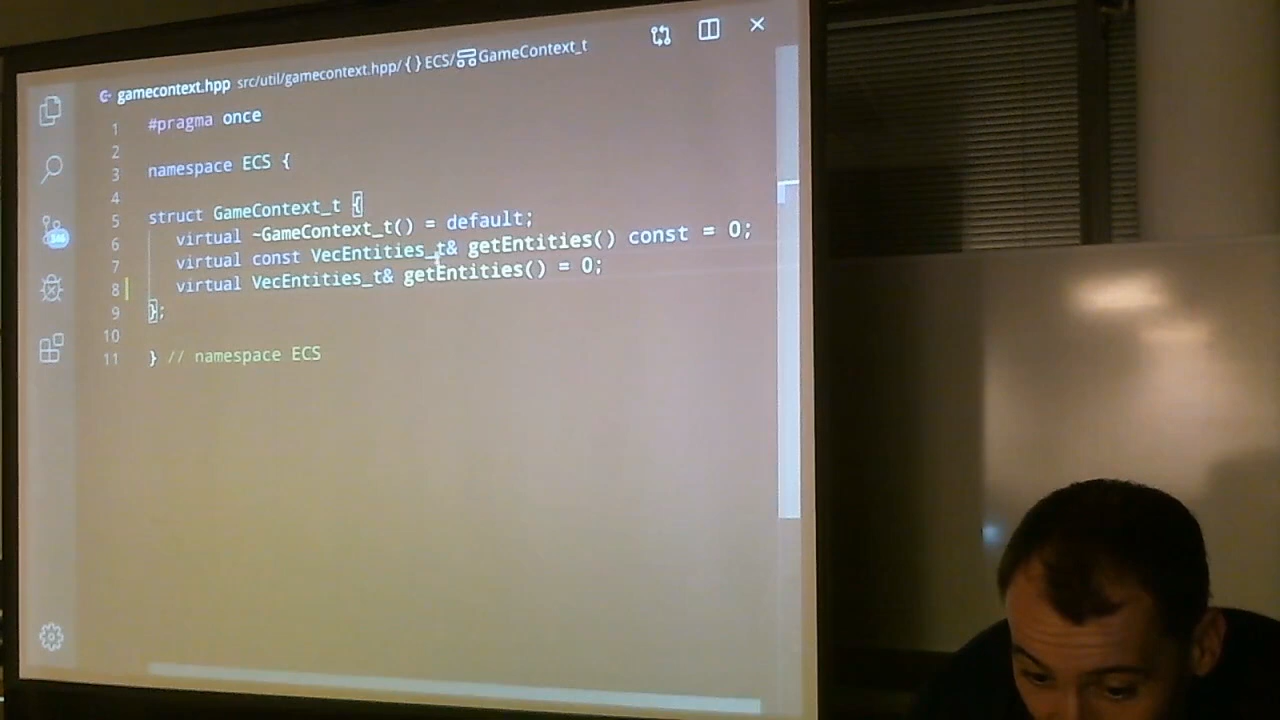 gamecontext.hpp src/util/gamecontext.hpp/{}ECS/GameContext_t
1 #pragma once
2
3 namespace ECS {
4
5 struct GameContext_t {
6 virtual ~GameContext_t() = default;
7 virtual const VecEntities_t& getEntities() const = 0;
8 virtual VecEntities_t& getEntities() = 0;
9 };
10
11 } // namespace ECS